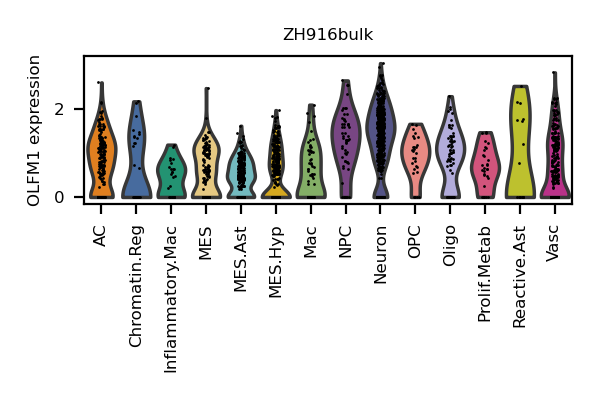 ZH916bulk
OLFM1 expression
2
0
AC
Chromatin.Reg
Inflammatory.Mac
MES
MES.Ast
MES.Hyp
Mac
NPC
Neuron
OPC
Oligo
Prolif.Metab
Reactive.Ast
Vasc